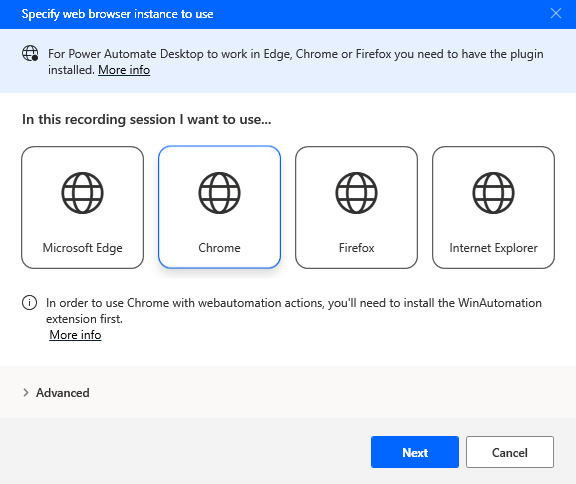 Specify web browser instance to use
For Power Automate Desktop to work in Edge, Chrome or Firefox you need to have the plugin
installed. More info
In this recording session I want to use...
Microsoft Edge
Chrome
Firefox
Internet Explorer
In order to use Chrome with webautomation actions, you'll need to install the WinAutomation
extension first.
More info
Advanced
Next
Cancel